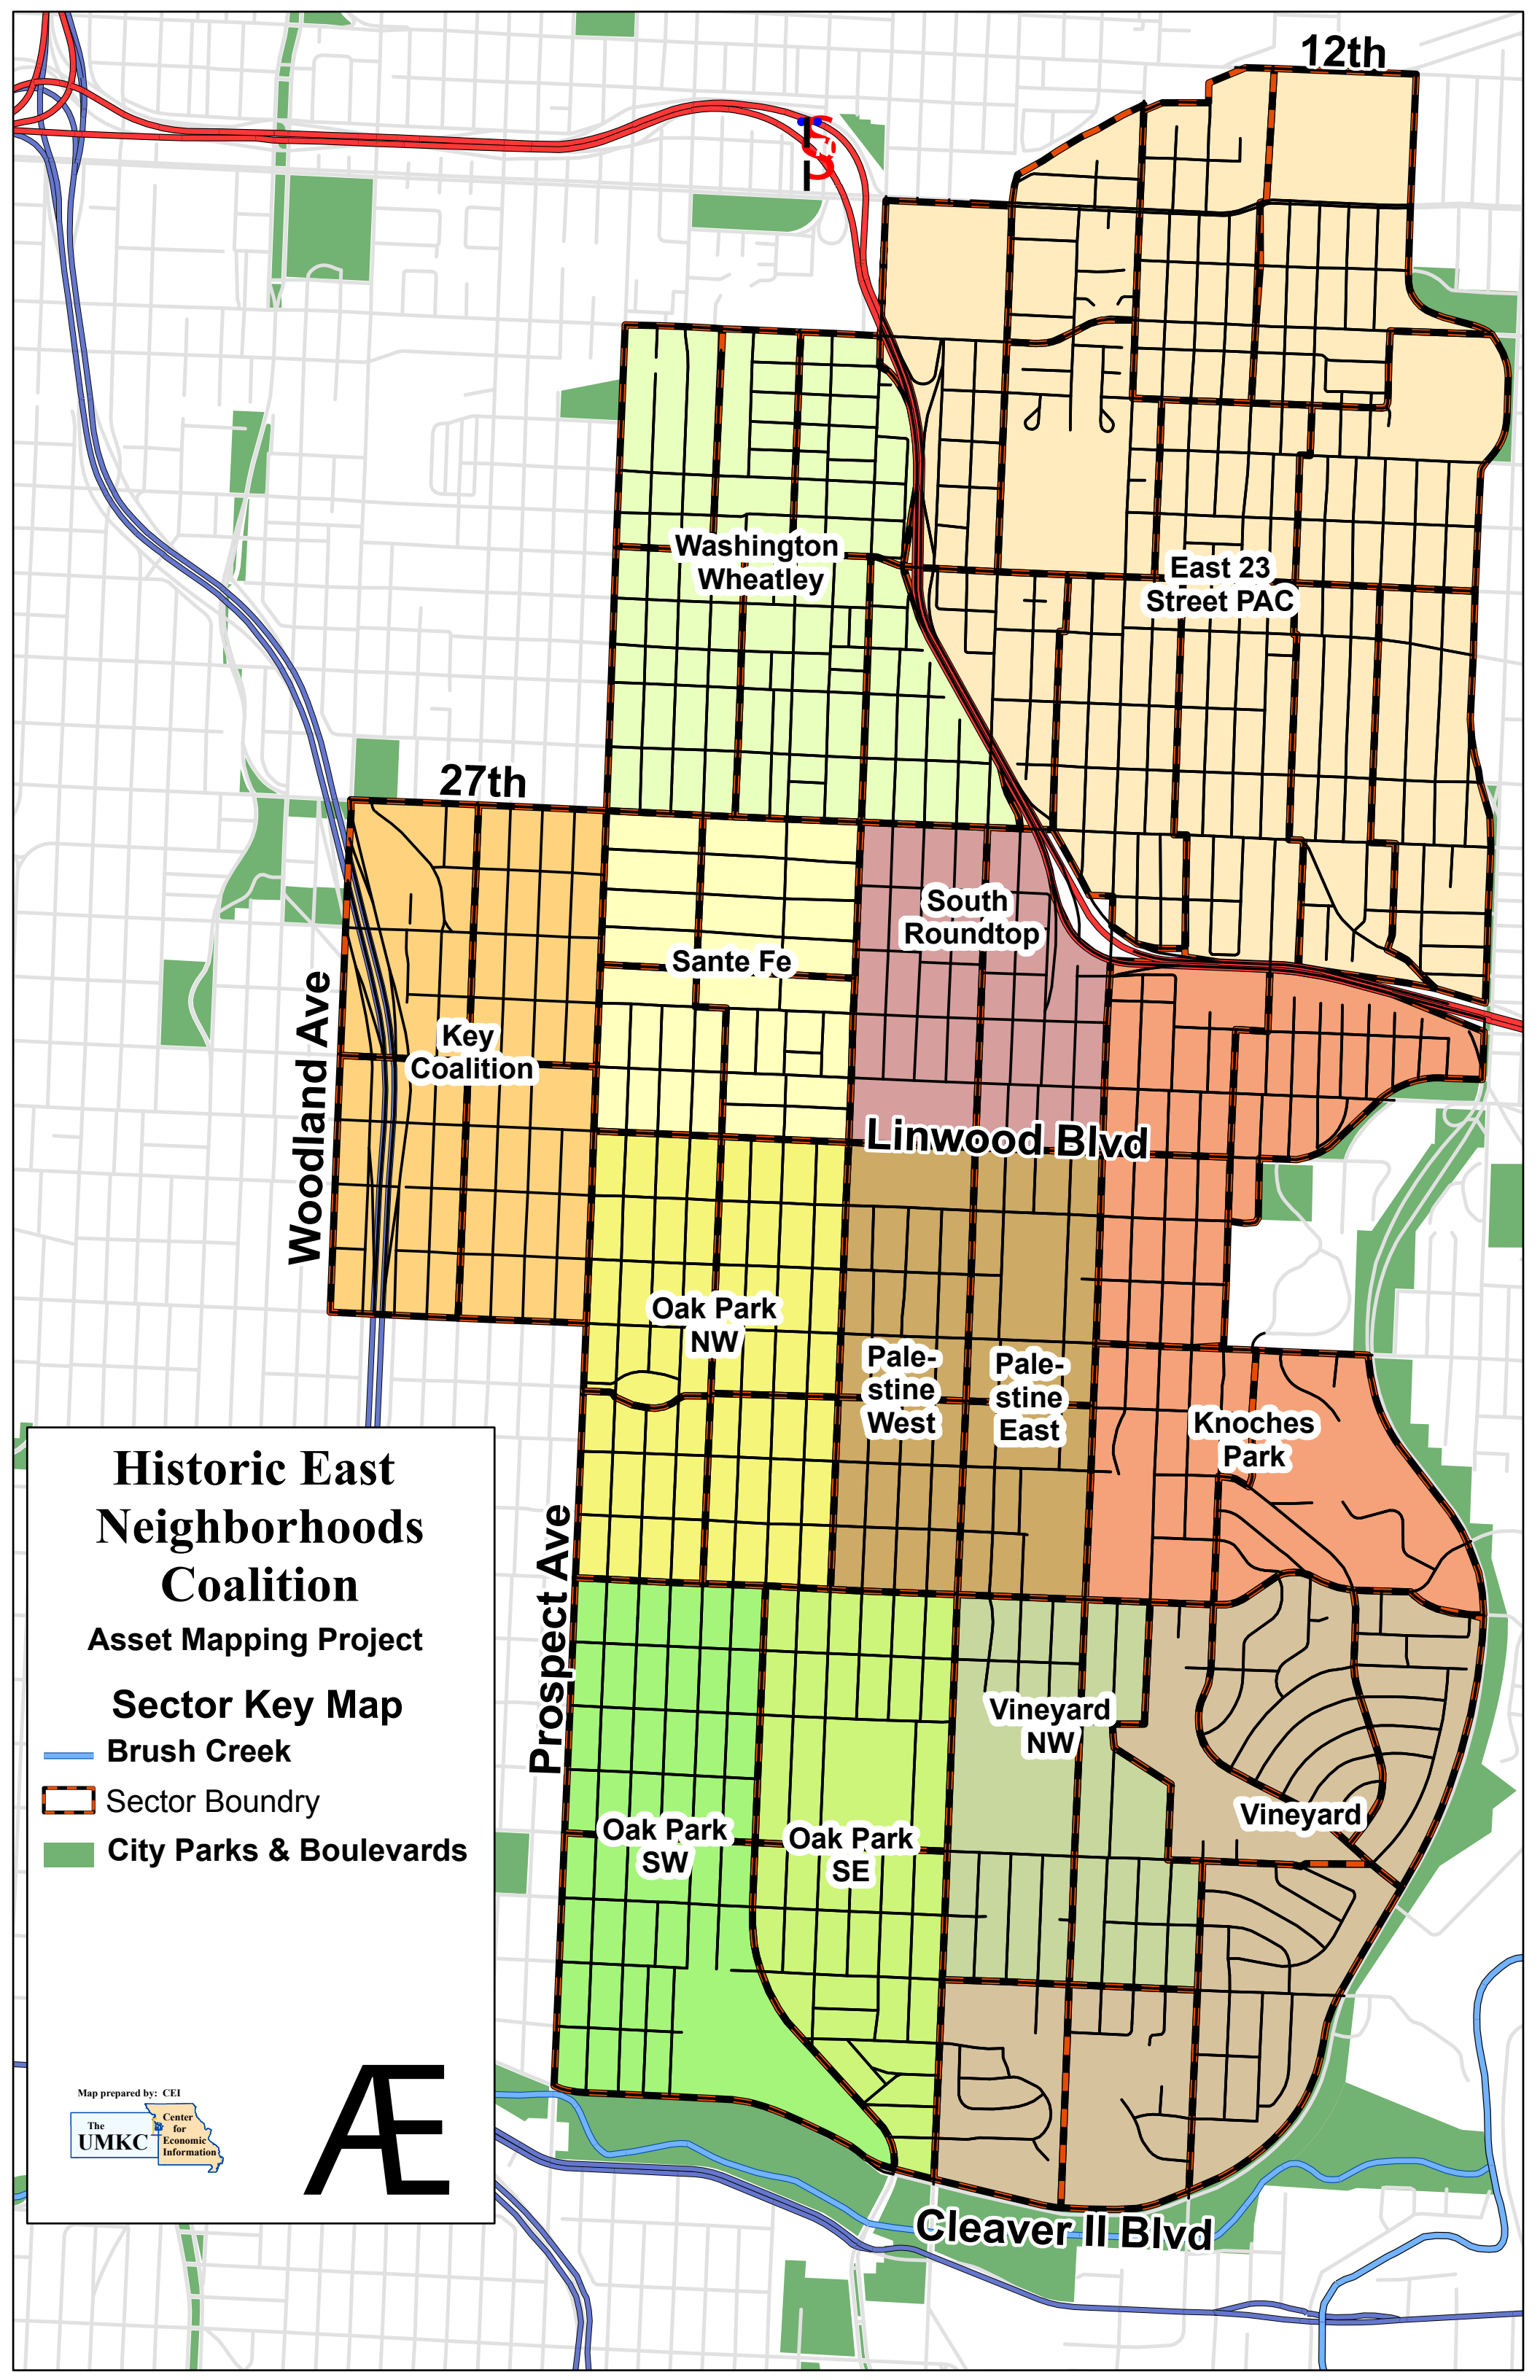 12th
Washington
Wheatley
East 23
Street PAC
27th
South
Roundtop
Sante Fe
Key
Coalition
Woodland Ave
Linwood Blvd
Oak Park
NW
Pale-
stine
West
Pale-
stine
East
Knoches
Park
Prospect Ave
Vineyard
NW
Vineyard
Oak Park
SW
Oak Park
SE
Cleaver II Blvd
Historic East
Neighborhoods
Coalition
Asset Mapping Project
Sector Key Map
Brush Creek
Sector Boundry
City Parks & Boulevards
Map prepared by: CEI
The
UMKC
Center
for
Economic
Information
Æ